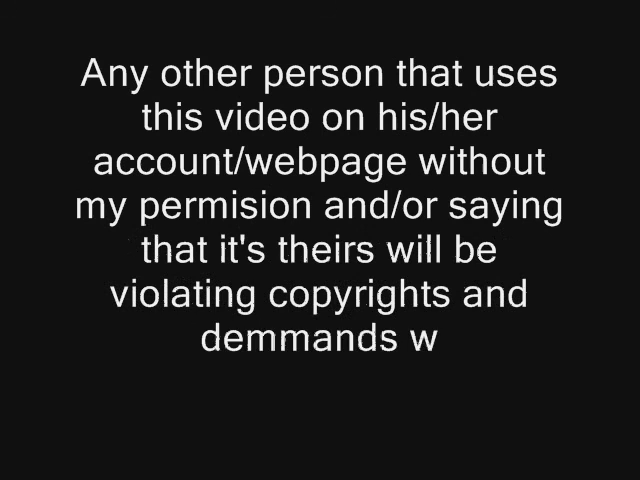 Any other person that uses
this video on his/her
account/webpage without
my permision and/or saying
that it's theirs will be
violating copyrights and
demmands w